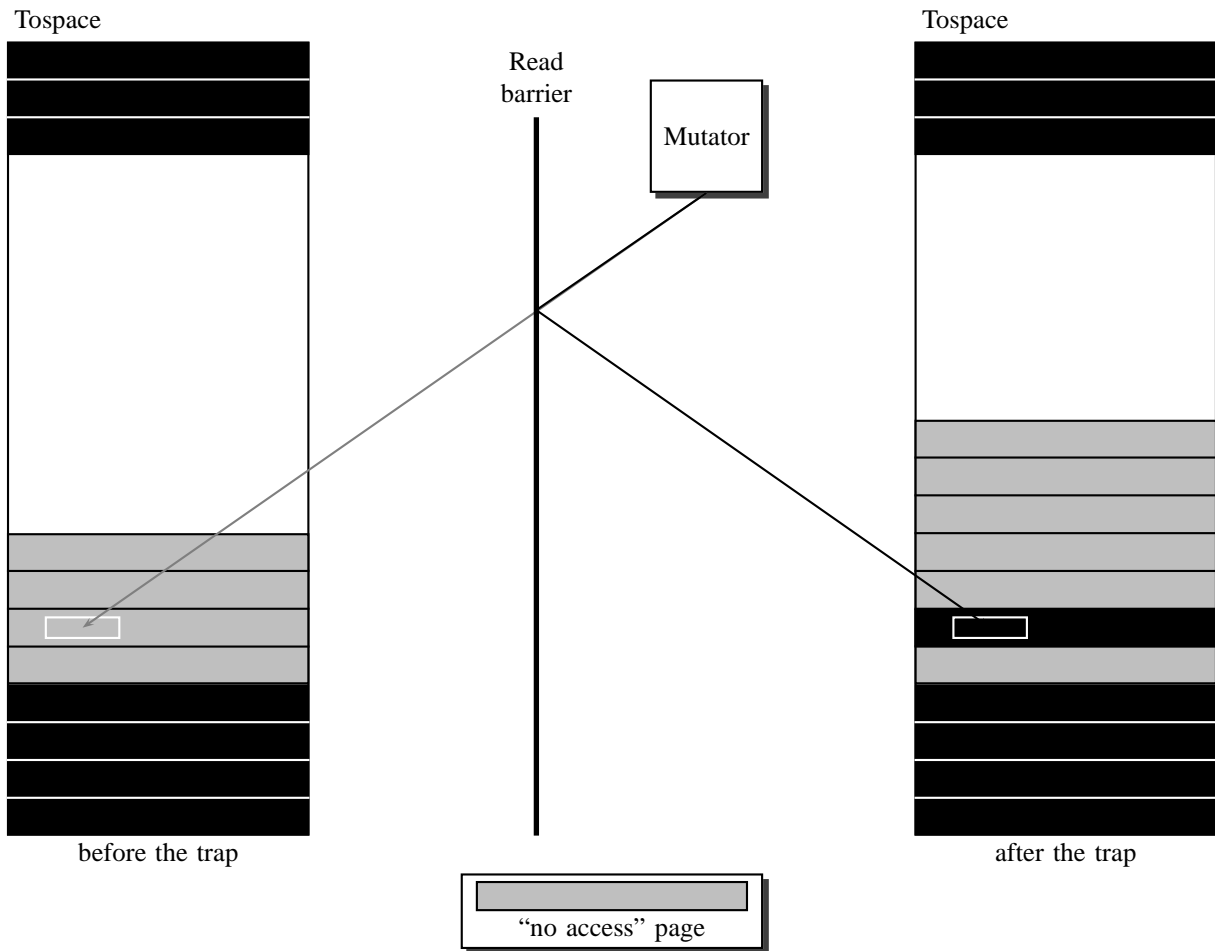 Tospace
Tospace
Read
barrier
Mutator
before the trap
after the trap
“no access” page